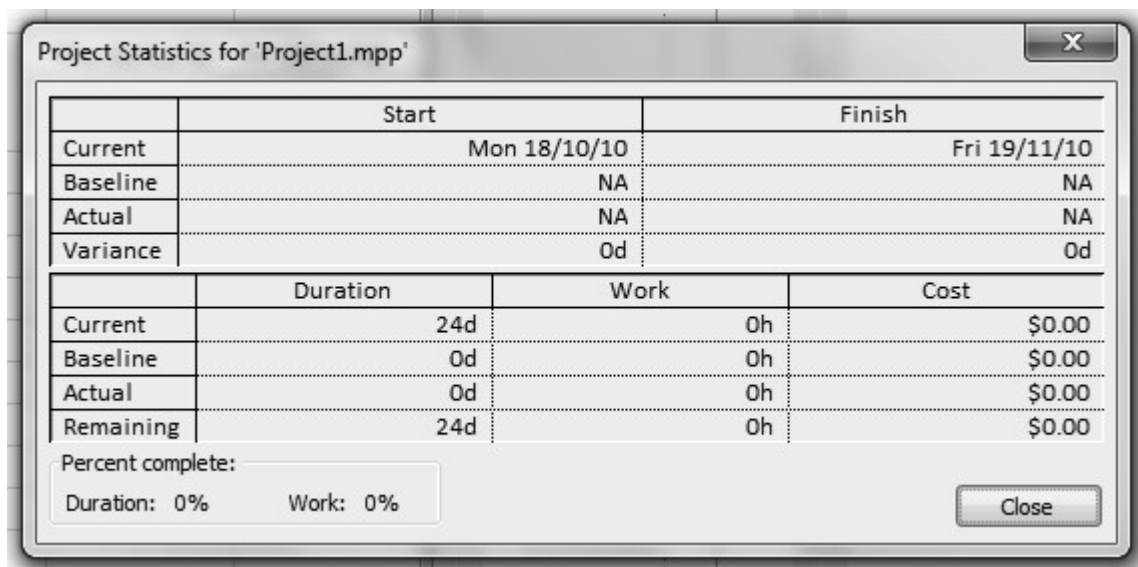 Project Statistics for 'Project1.mpp'
Start Finish
Current Mon 18/10/10 Fri 19/11/10
Baseline NA NA
Actual NA NA
Variance 0d 0d
Duration Work Cost
Current 24d 0h $0.00
Baseline 0d 0h $0.00
Actual 0d 0h $0.00
Remaining 24d 0h $0.00
Percent complete:
Duration: 0% Work: 0%
Close